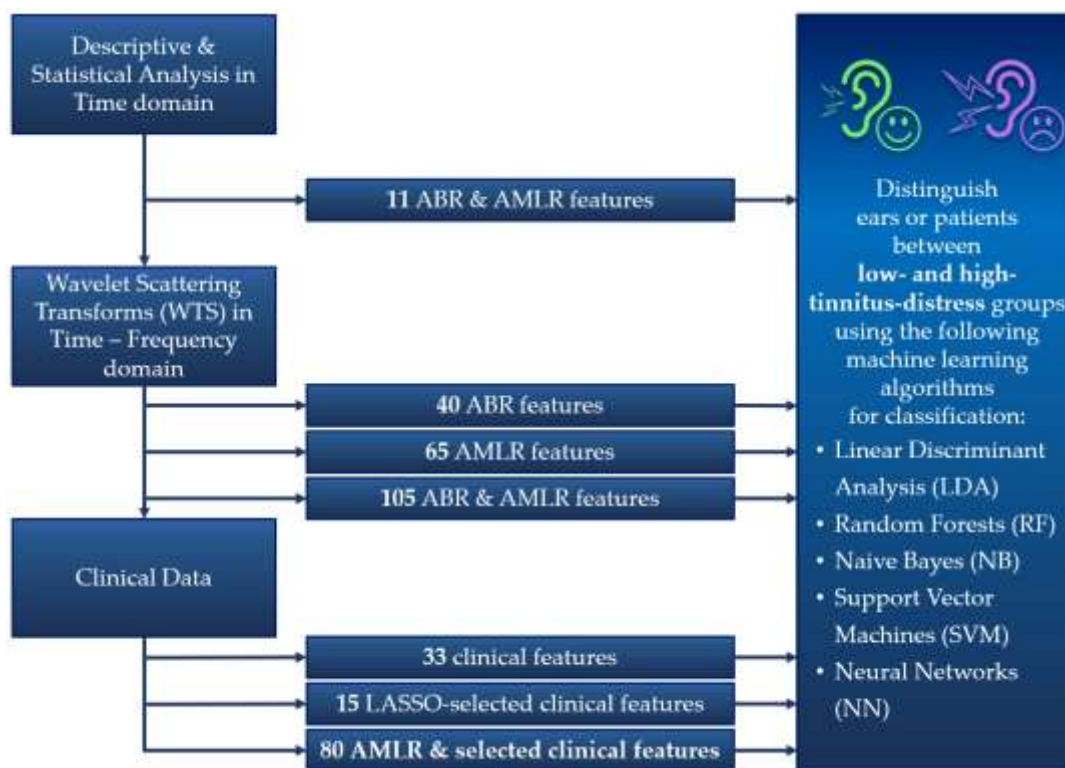 Descriptive &
Statistical Analysis in
Time domain
11 ABR & AMLR features
Wavelet Scattering
Transforms (WTS) in
Time – Frequency
domain
40 ABR features
65 AMLR features
105 ABR & AMLR features
Clinical Data
33 clinical features
15 LASSO-selected clinical features
80 AMLR & selected clinical features
Distinguish
ears or patients
between
low- and high-
tinnitus-distress groups
using the following
machine learning
algorithms
for classification:
• Linear Discriminant
Analysis (LDA)
• Random Forests (RF)
• Naive Bayes (NB)
• Support Vector
Machines (SVM)
• Neural Networks
(NN)